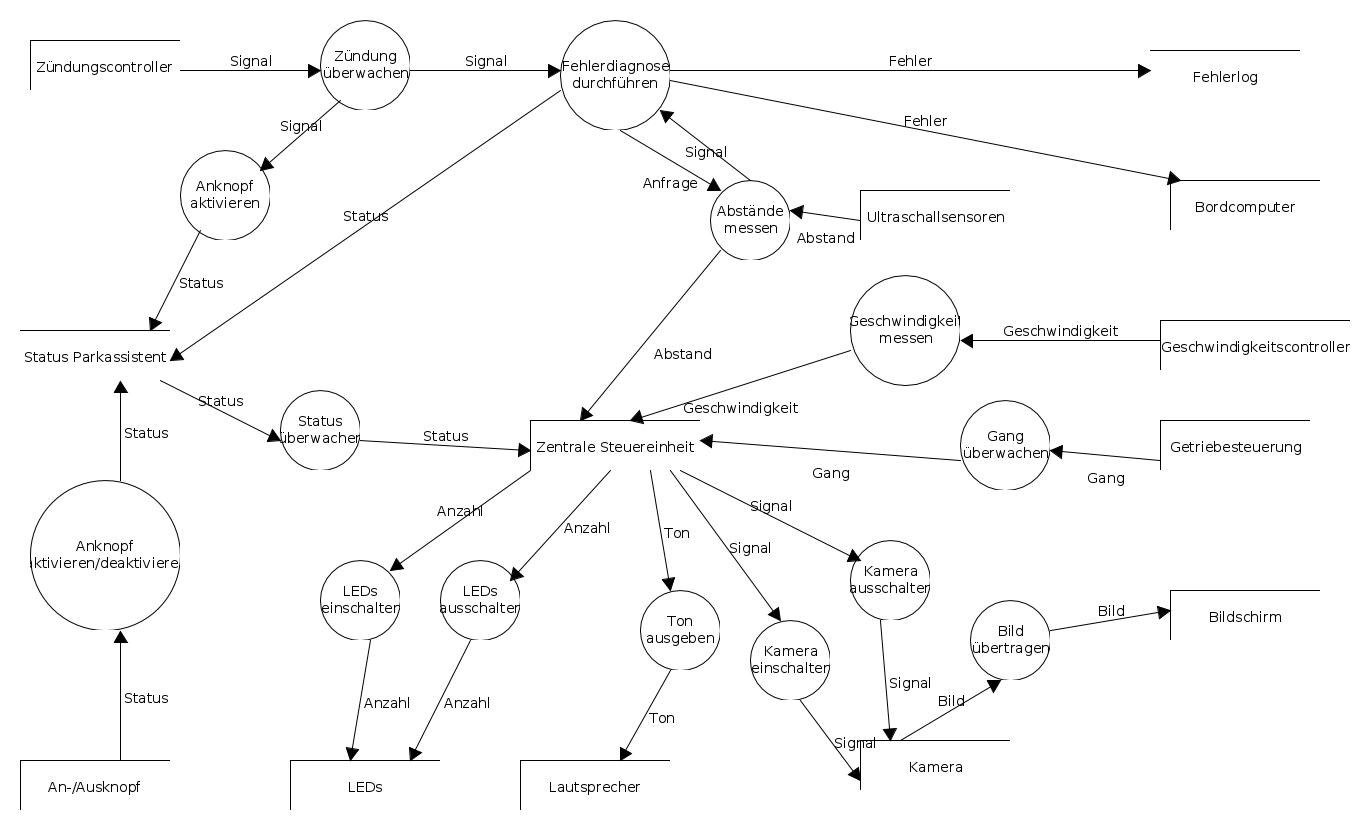 Zündungscontroller
Signal
Zündung
überwachen
Signal
Fehlerdiagnose
durchführen
Fehler
Fehlerlog
Signal
Fehler
Anknopf
aktivieren
Signal
Anfrage
Abstände
messen
Abstand
Ultraschallsensoren
Bordcomputer
Status
Status
Status Parkassistent
Abstand
Geschwindigkei
messen
Geschwindigkeit
Geschwindigkeitscontroller
Status
Status
überwachen
Status
Geschwindigkeit
Zentrale Steuereinheit
Gang
Gang
überwachen
Gang
Getriebesteuerung
Status
Anknopf
aktivieren/deaktiviere
Anzahl
Anzahl
Ton
Signal
Signal
LEDs
einschalten
LEDs
ausschalten
Ton
ausgeben
Kamera
einschalten
Kamera
ausschalten
Bild
übertragen
Bild
Bildschirm
Status
Anzahl
Anzahl
Ton
Signal
Signal
Bild
An-/Ausknopf
LEDs
Lautsprecher
Kamera